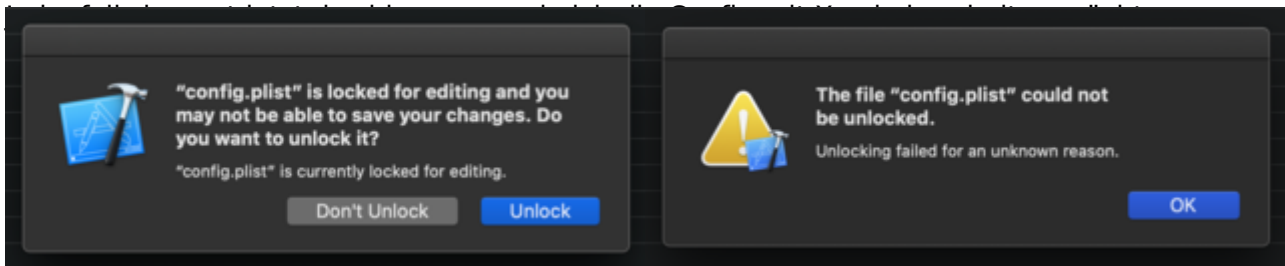 "config.plist" is locked for editing and you
may not be able to save your changes. Do
you want to unlock it?
"config.plist" is currently locked for editing.
Don't Unlock
Unlock
The file "config.plist" could not
be unlocked.
Unlocking failed for an unknown reason.
OK